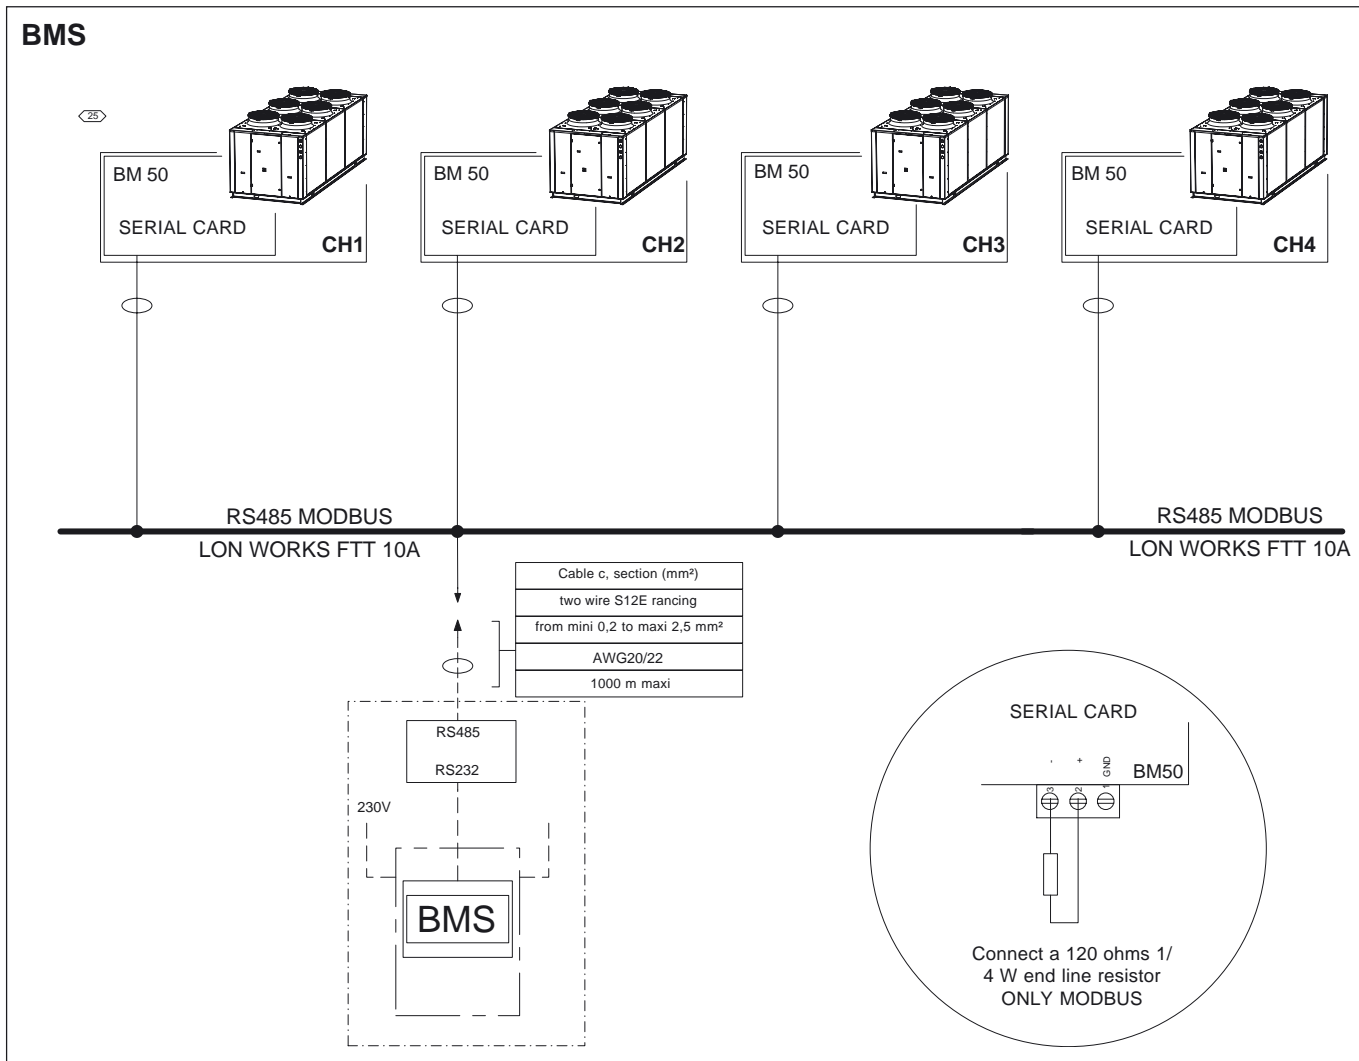 BMS
25
BM 50
SERIAL CARD
CH1
BM 50
SERIAL CARD
CH2
BM 50
SERIAL CARD
CH3
BM 50
SERIAL CARD
CH4
RS485 MODBUS
LON WORKS FTT 10A
RS485 MODBUS
LON WORKS FTT 10A
Cable c, section (mm²)
two wire S12E rancing
from mini 0,2 to maxi 2,5 mm²
AWG20/22
1000 m maxi
RS485
RS232
230V
BMS
SERIAL CARD
- + GND
BM50
3 2 1
Connect a 120 ohms 1/
4 W end line resistor
ONLY MODBUS